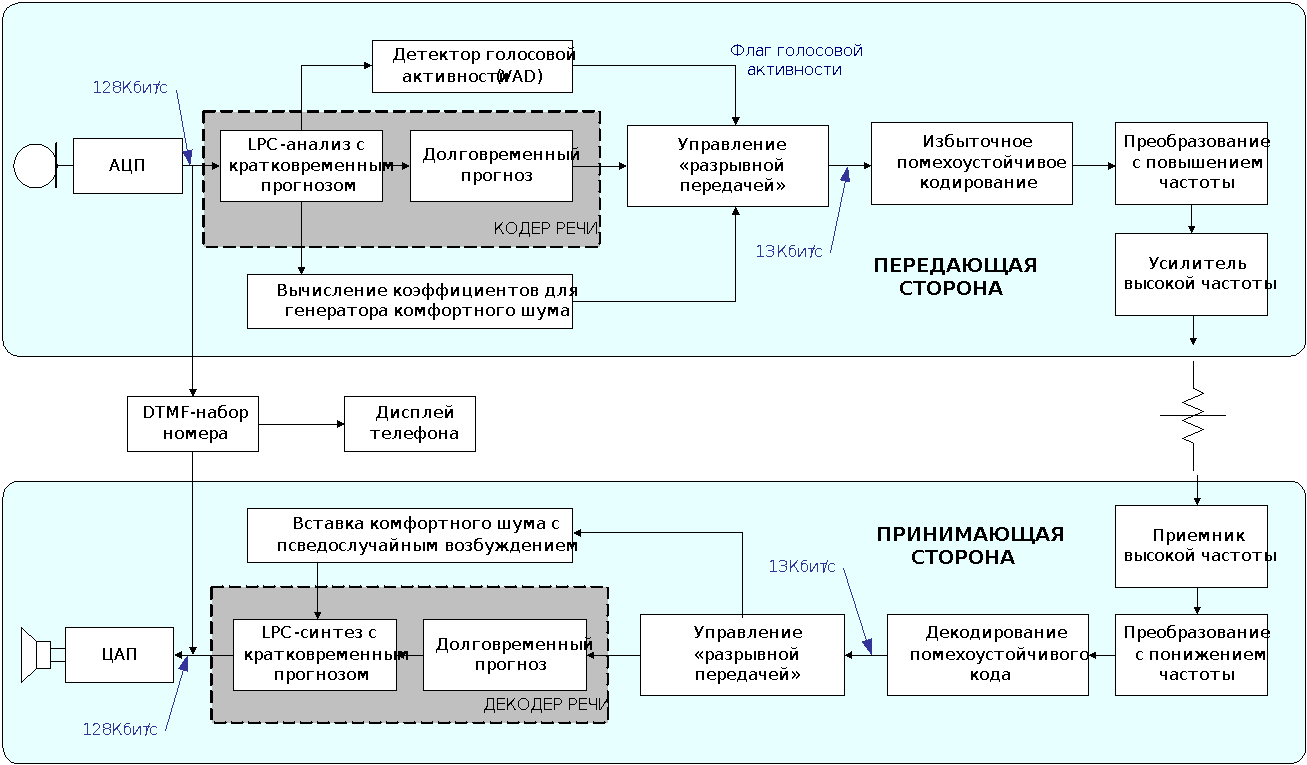 Детектор голосовой
активности (VAD)
Флаг голосовой
активности
128Кбит/с
АЦП
LPC-анализ с
кратковременным
прогнозом
Долговременный
прогноз
КОДЕР РЕЧИ
Управление
«разрывной
передачей»
Избыточное
помехоустойчивое
кодирование
Преобразование
с повышением
частоты
13Кбит/с
ПЕРЕДАЮЩАЯ
СТОРОНА
Усилитель
высокой частоты
Вычисление коэффициентов для
генератора комфортного шума
DTMF-набор
номера
Дисплей
телефона
Вставка комфортного шума с
псведослучайным возбуждением
ПРИНИМАЮЩАЯ
СТОРОНА
Приемник
высокой частоты
13Кбит/с
ЦАП
LPC-синтез с
кратковременным
прогнозом
Долговременный
прогноз
ДЕКОДЕР РЕЧИ
Управление
«разрывной
передачей»
Декодирование
помехоустойчивого
кода
Преобразование
с понижением
частоты
128Кбит/с